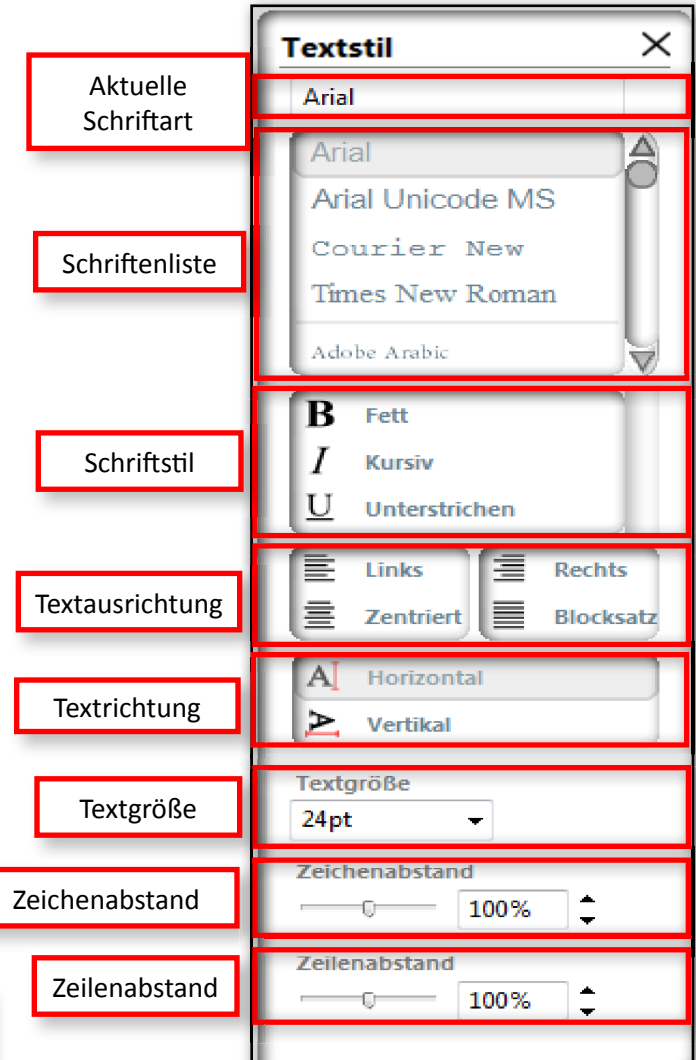 Textstil
Aktuelle
Schriftart
Arial
Schriftenliste
Arial
Arial Unicode MS
Courier New
Times New Roman
Adobe Arabic
Schriftstil
B Fett
I Kursiv
U Unterstrichen
Textausrichtung
Links Rechts
Zentriert Blocksatz
Textrichtung
A Horizontal
A Vertikal
Textgröße
Textgröße
24pt
Zeichenabstand
Zeichenabstand
100%
Zeilenabstand
Zeilenabstand
100%